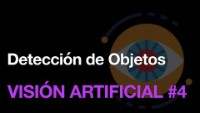 Detección de Objetos
VISIÓN ARTIFICIAL #4